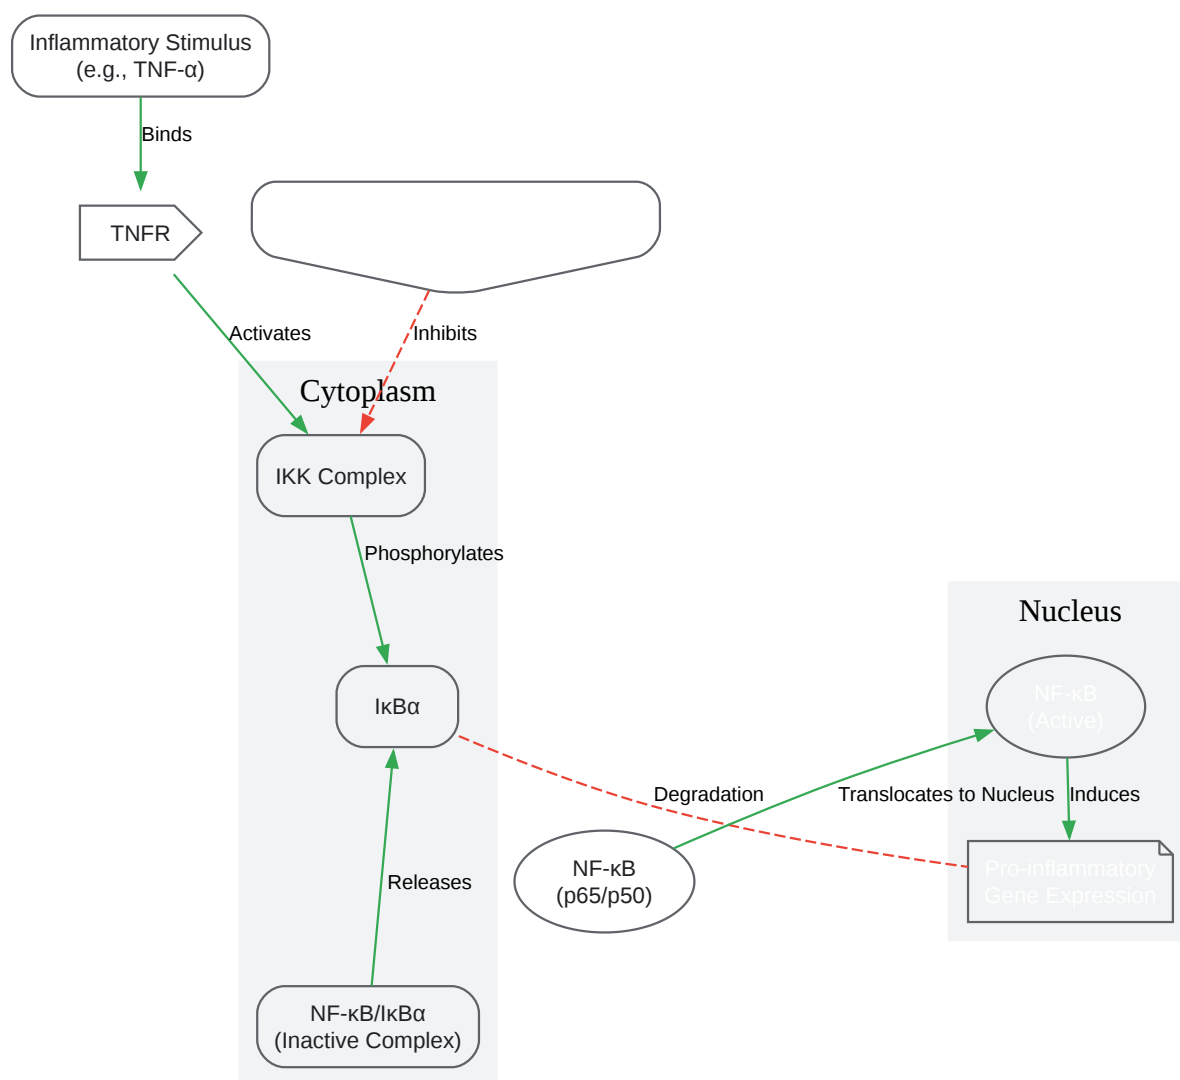 Inflammatory Stimulus
(e.g., TNF-α)
Binds
TNFR
Activates
Inhibits
Cytoplasm
IKK Complex
Phosphorylates
Nucleus
IκBα
NF-κB
(Active)
Degradation
Translocates to Nucleus
Induces
NF-κB
(p65/p50)
Pro-inflammatory
Gene Expression
Releases
NF-κB/IκBα
(Inactive Complex)